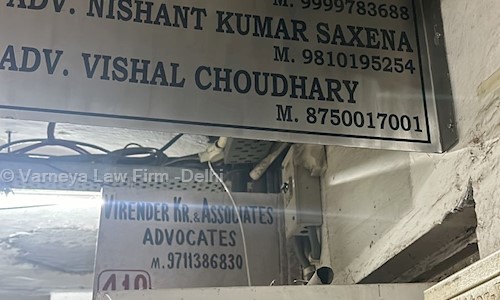 M. 9999783688
ADV. NISHANT KUMAR SAXENA
M. 9810195254
ADV. VISHAL CHOUDHARY
M. 8750017001
© Varneya Law Firm -Delhi
VIRENDER KR. & ASSOCIATES
ADVOCATES
M. 9711386830
410